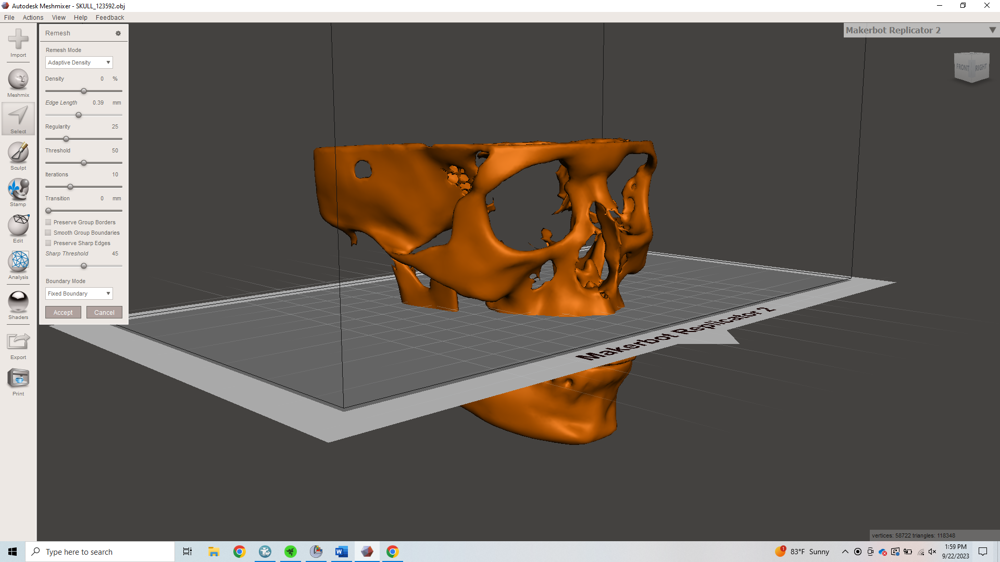 Autodesk Meshmixer - SKULL_123592.obj
File Actions View Help Feedback
Import
Meshmix
Select
Sculpt
Stamp
Edit
Analysis
Shaders
Export
Print
Remesh
Remesh Mode
Adaptive Density
Density 0 %
Edge Length 0.39 mm
Regularity 25
Threshold 50
Iterations 10
Transition 0 mm
Preserve Group Borders
Smooth Group Boundaries
Preserve Sharp Edges
Sharp Threshold 45
Boundary Mode
Fixed Boundary
Accept Cancel
Makerbot Replicator 2
FRONT RIGHT
Makerbot Replicator 2
vertices: 58722 triangles: 118348
Type here to search
W
1
83°F Sunny
1:59 PM
9/22/2023